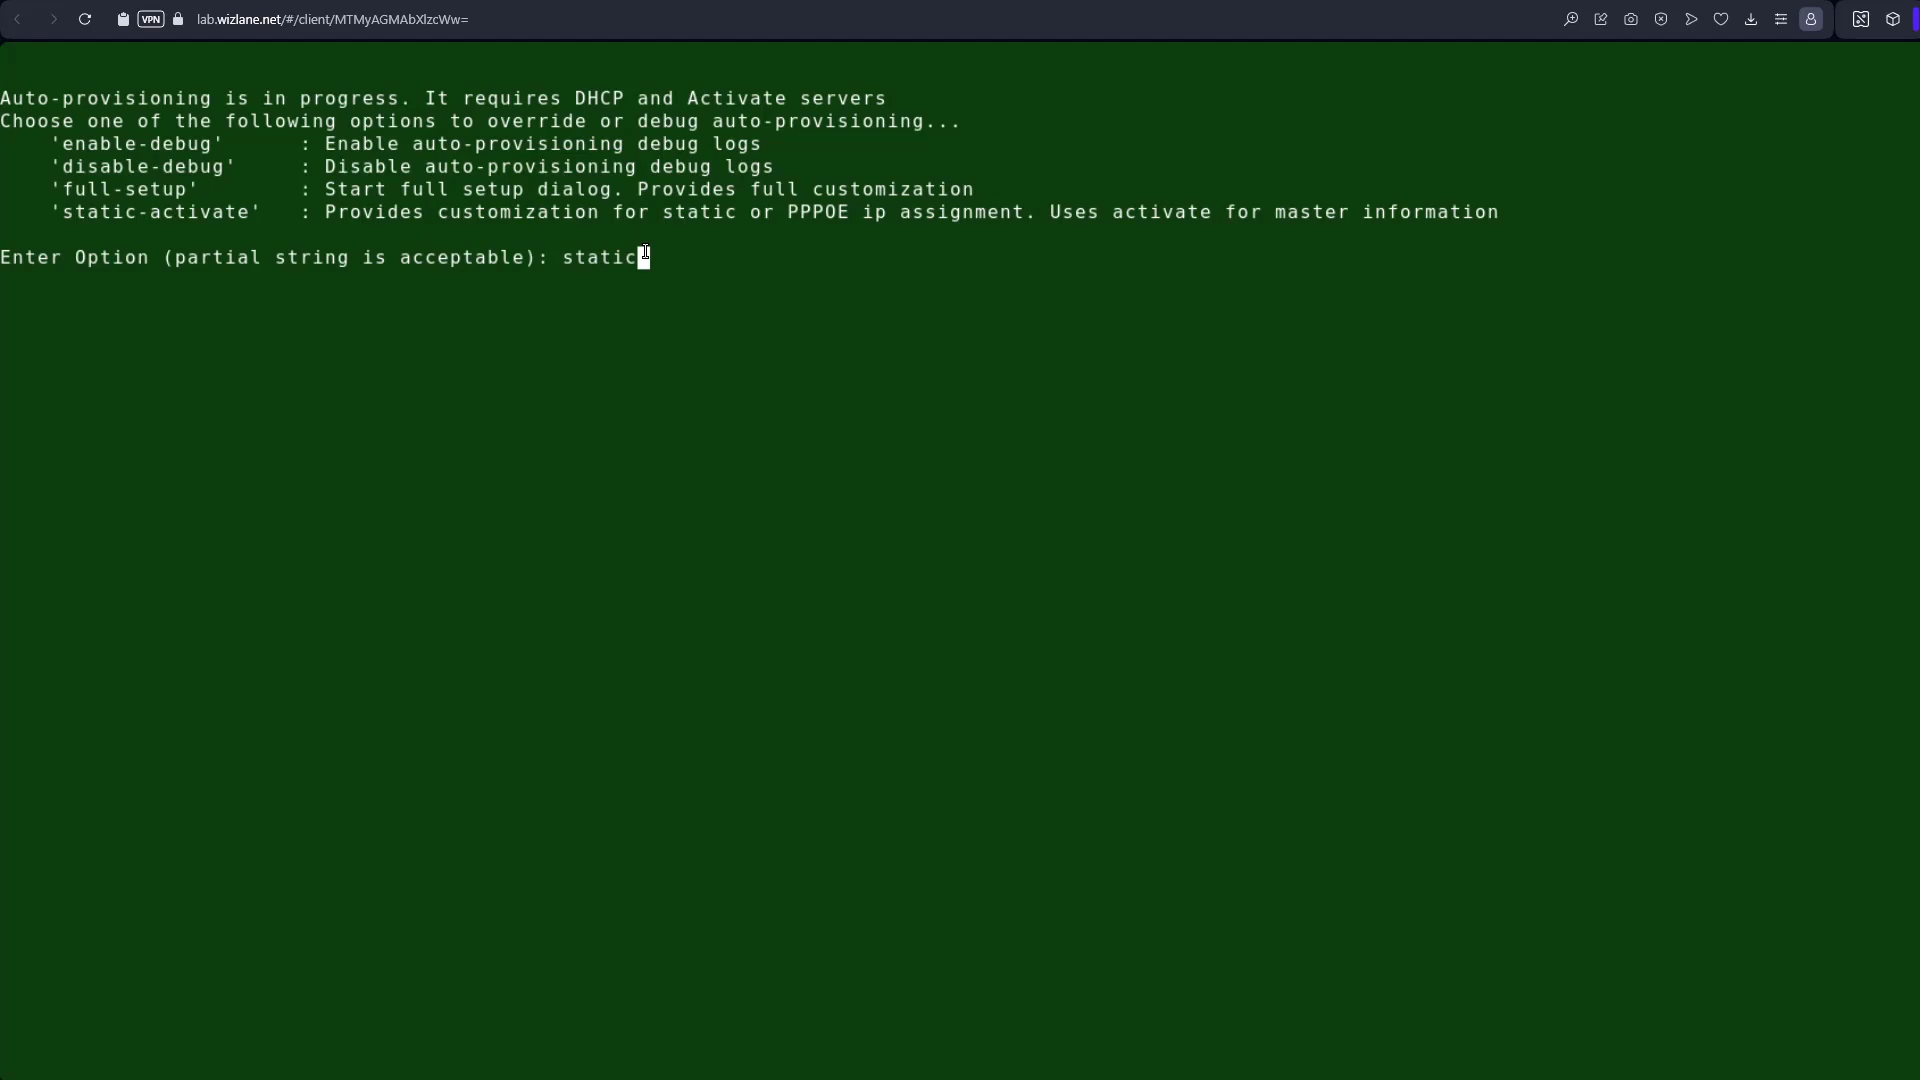 VPN lab.wizlane.net/#/client/MTMyAGMAbXlzcWw=
Auto-provisioning is in progress. It requires DHCP and Activate servers
Choose one of the following options to override or debug auto-provisioning...
'enable-debug' : Enable auto-provisioning debug logs
'disable-debug' : Disable auto-provisioning debug logs
'full-setup' : Start full setup dialog. Provides full customization
'static-activate' : Provides customization for static or PPPOE ip assignment. Uses activate for master information
Enter Option (partial string is acceptable): static